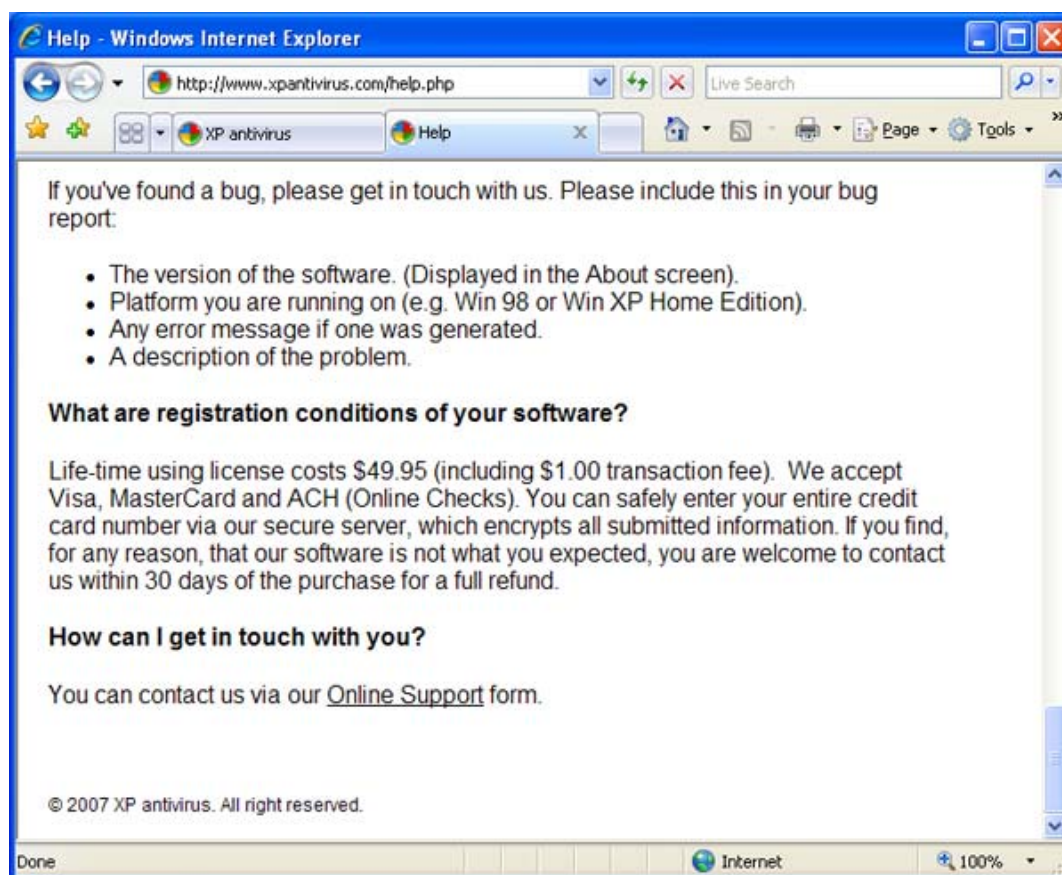 Help - Windows Internet Explorer
http://www.xpantivirus.com/help.php
Live Search
XP antivirus
Help
Page
Tools
If you've found a bug, please get in touch with us. Please include this in your bug
report:
• The version of the software. (Displayed in the About screen).
• Platform you are running on (e.g. Win 98 or Win XP Home Edition).
• Any error message if one was generated.
• A description of the problem.
What are registration conditions of your software?
Life-time using license costs $49.95 (including $1.00 transaction fee).  We accept
Visa, MasterCard and ACH (Online Checks). You can safely enter your entire credit
card number via our secure server, which encrypts all submitted information. If you find,
for any reason, that our software is not what you expected, you are welcome to contact
us within 30 days of the purchase for a full refund.
How can I get in touch with you?
You can contact us via our Online Support form.
© 2007 XP antivirus. All right reserved.
Done
Internet
100%